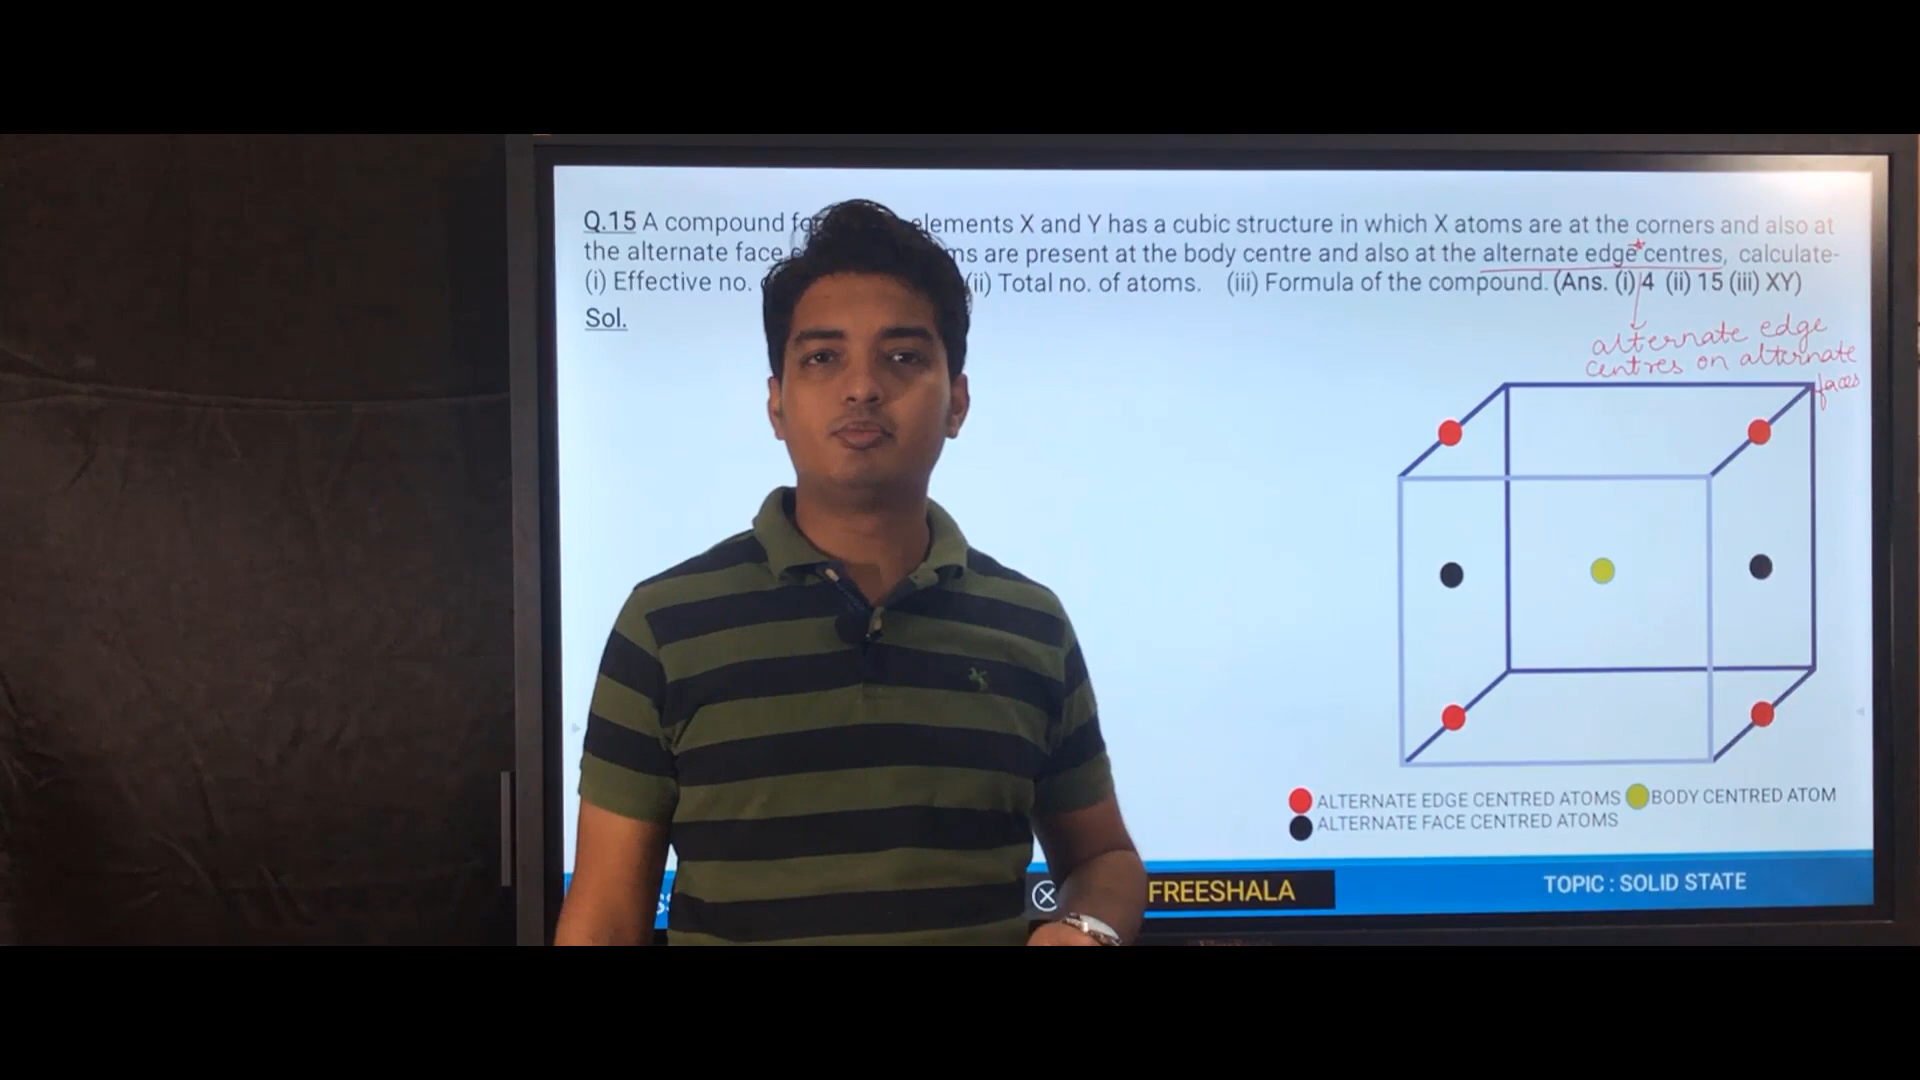 Q.15 A compound elements X and Y has a cubic structure in which X atoms are at the corners and also at
the alternate face are present at the body centre and also at the alternate edge*centres, calculate-
(i) Effective no. (ii) Total no. of atoms. (iii) Formula of the compound. (Ans. (i) 4 (ii) 15 (iii) XY)
Sol.
alternate edge
centres on alternate
faces
ALTERNATE EDGE CENTRED ATOMS BODY CENTRED ATOM
ALTERNATE FACE CENTRED ATOMS
FREESHALA
TOPIC : SOLID STATE